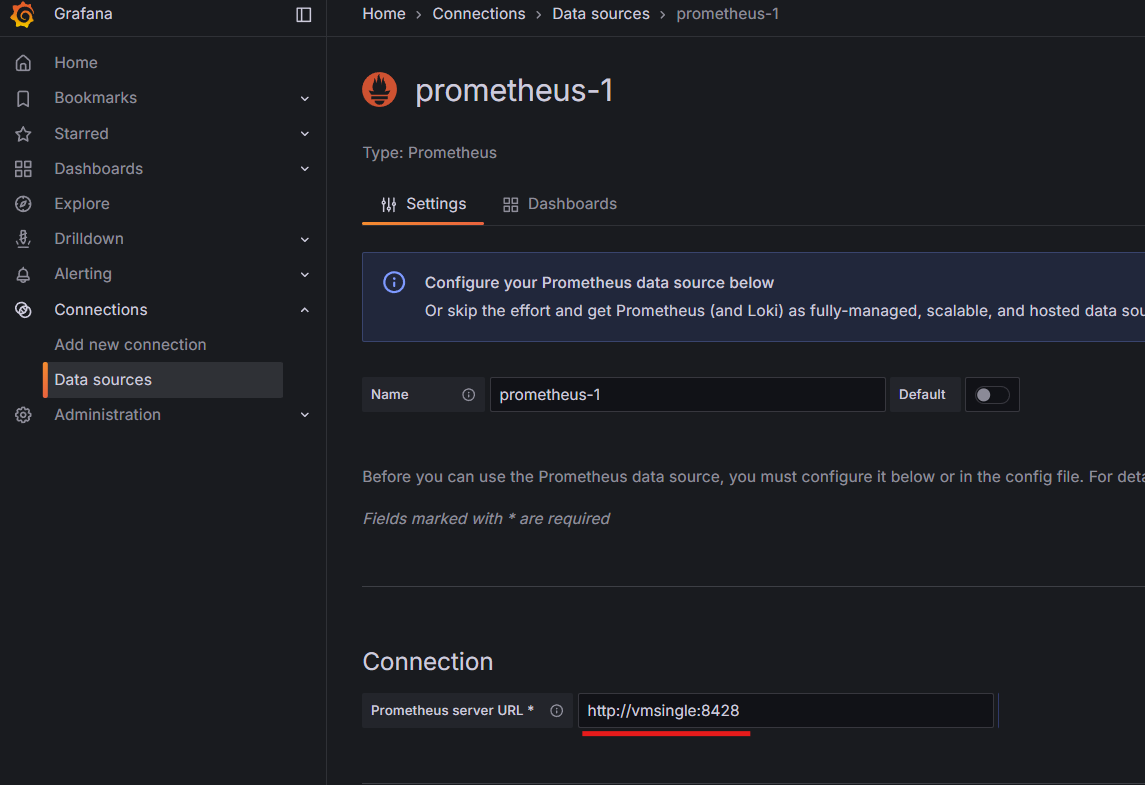 Grafana
Home › Connections › Data sources › prometheus-1
Home
Bookmarks
Starred
Dashboards
Explore
Drilldown
Alerting
Connections
Add new connection
Data sources
Administration
prometheus-1
Type: Prometheus
Settings
Dashboards
Configure your Prometheus data source below
Or skip the effort and get Prometheus (and Loki) as fully-managed, scalable, and hosted data
Name
prometheus-1
Default
Before you can use the Prometheus data source, you must configure it below or in the config file. For
Fields marked with * are required
Connection
Prometheus server URL *
http://vmsingle:8428